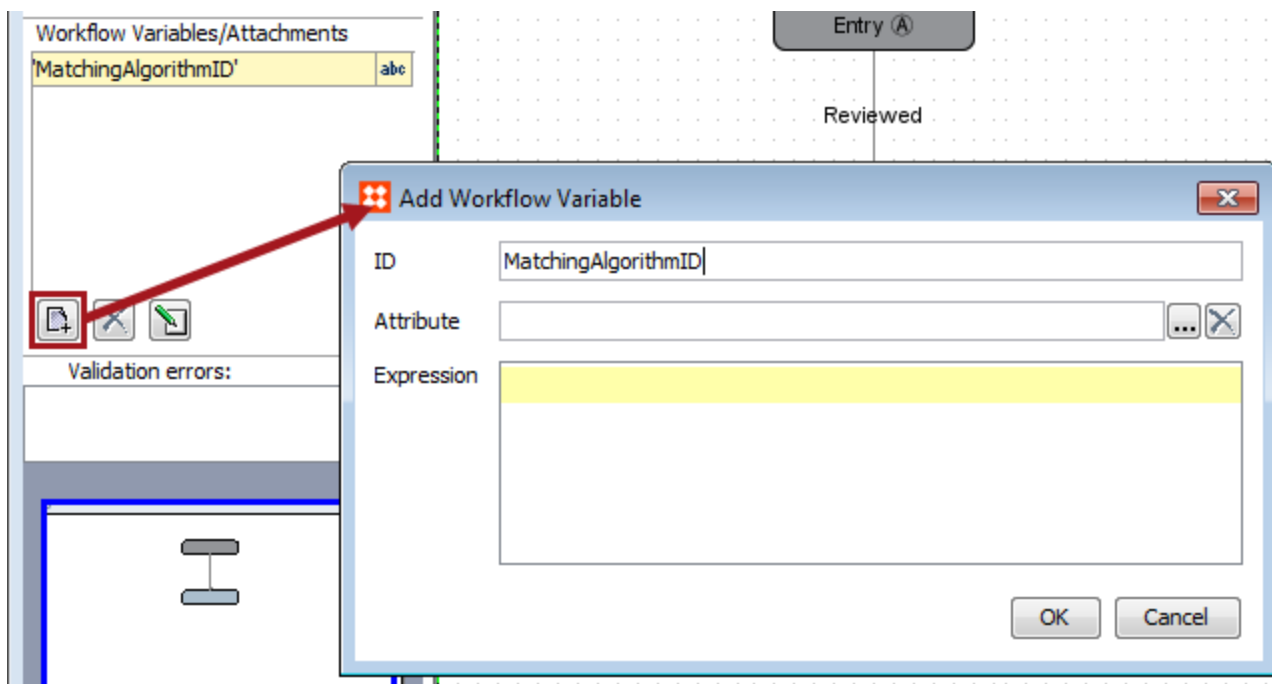 Workflow Variables/Attachments
'MatchingAlgorithmID'
abc
Entry Ⓐ
Reviewed
Add Workflow Variable
ID
MatchingAlgorithmID
Attribute
...
Validation errors:
Expression
OK
Cancel